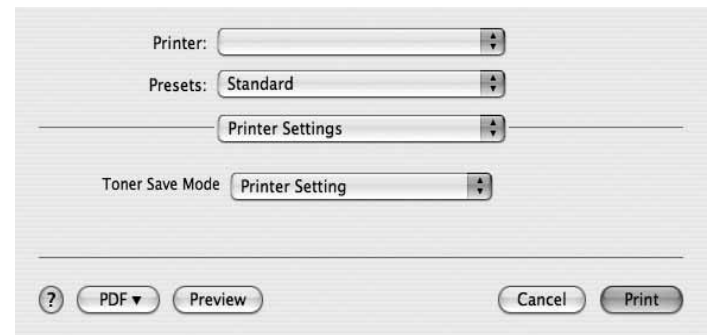 Printer:
Presets: Standard
Printer Settings
Toner Save Mode Printer Setting
? PDF ▼ Preview Cancel Print